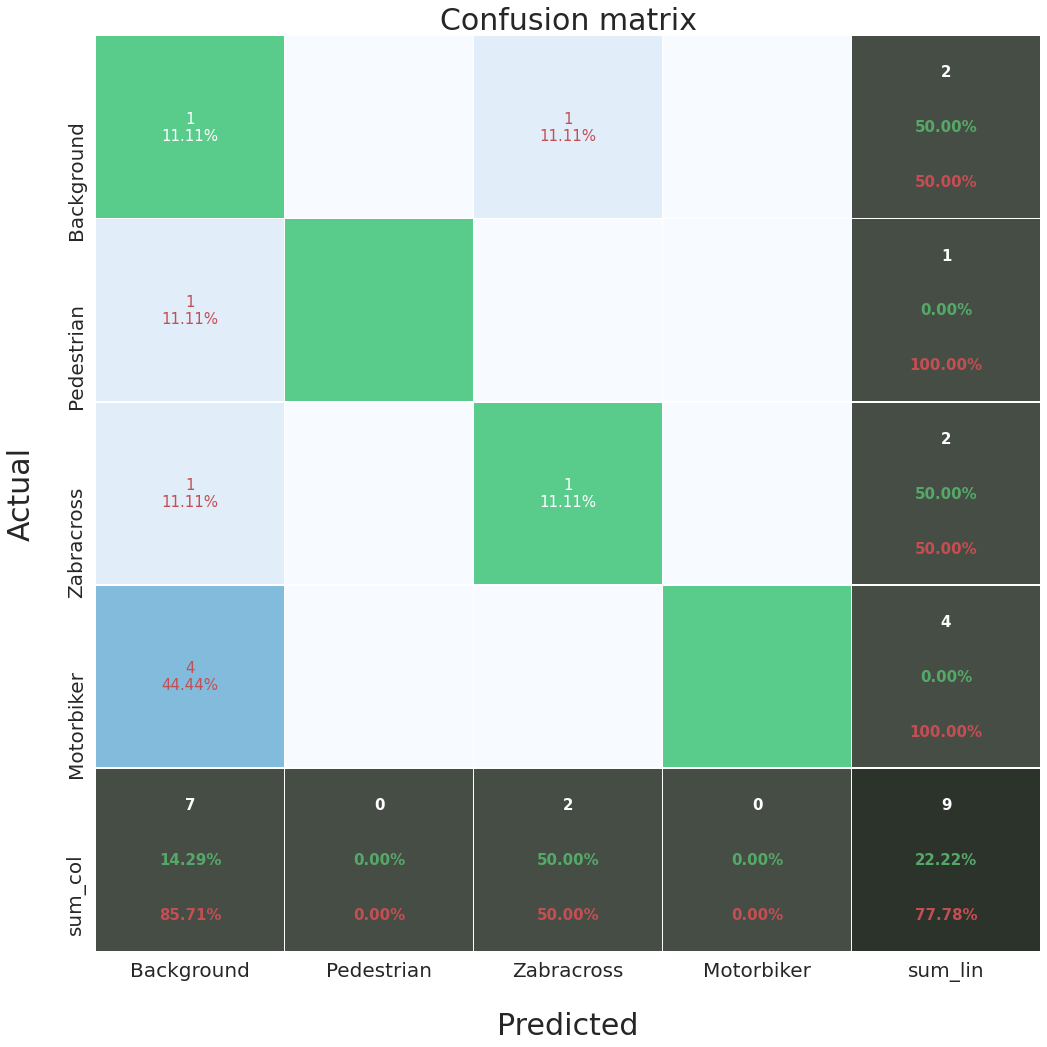 Confusion matrix
Actual
Background
1
11.11%
1
11.11%
2
50.00%
50.00%
Pedestrian
1
11.11%
1
0.00%
100.00%
Zabracross
1
11.11%
1
11.11%
2
50.00%
50.00%
Motorbiker
4
44.44%
4
0.00%
100.00%
sum_col
7 0 2 0 9
14.29% 0.00% 50.00% 0.00% 22.22%
85.71% 0.00% 50.00% 0.00% 77.78%
Background Pedestrian Zabracross Motorbiker sum_lin
Predicted